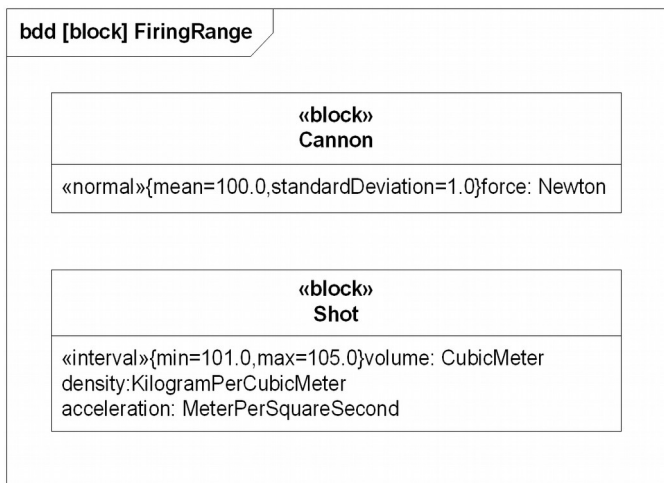 bdd [block] FiringRange
«block»
Cannon
«normal»{mean=100.0,standardDeviation=1.0}force: Newton
«block»
Shot
«interval»{min=101.0,max=105.0}volume: CubicMeter
density:KilogramPerCubicMeter
acceleration: MeterPerSquareSecond